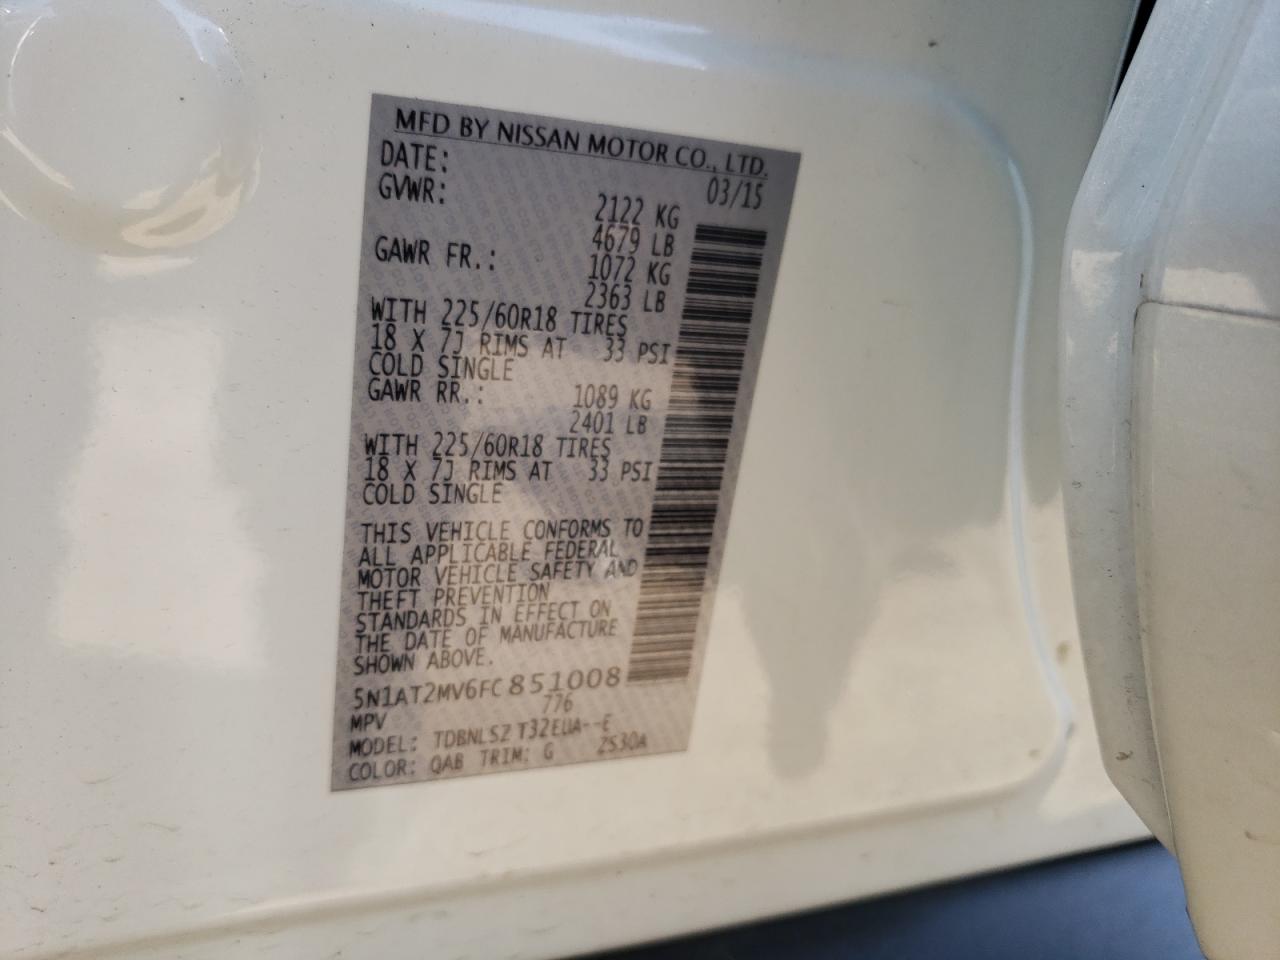 MFD BY NISSAN MOTOR CO., LTD.
DATE: 03/15
GVWR: 2122 KG
4679 LB
GAWR FR.: 1072 KG
2363 LB
WITH 225/60R18 TIRES
18 X 7J RIMS AT 33 PSI
COLD SINGLE
GAWR RR.: 1089 KG
2401 LB
WITH 225/60R18 TIRES
18 X 7J RIMS AT 33 PSI
COLD SINGLE
THIS VEHICLE CONFORMS TO
ALL APPLICABLE FEDERAL
MOTOR VEHICLE SAFETY AND
THEFT PREVENTION
STANDARDS IN EFFECT ON
THE DATE OF MANUFACTURE
SHOWN ABOVE.
5N1AT2MV6FC851008
MPV 776
MODEL: TDBNLSZ T32EUA--E
COLOR: QAB TRIM: G 2S30A